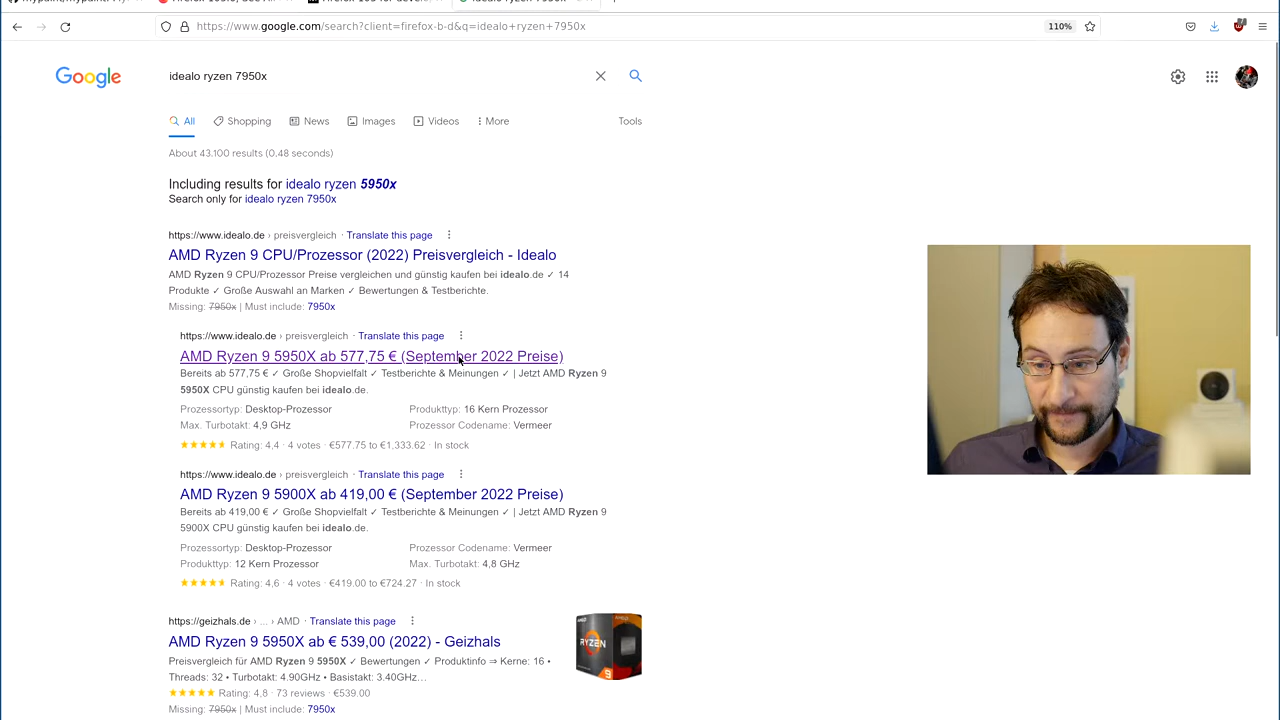 https://www.google.com/search?client=firefox-b-d&q=idealo+ryzen+7950x
110%
Google
idealo ryzen 7950x
All
Shopping
News
Images
Videos
More
Tools
About 43.100 results (0,48 seconds)
Including results for idealo ryzen 5950x
Search only for idealo ryzen 7950x
https://www.idealo.de › preisvergleich · Translate this page
AMD Ryzen 9 CPU/Prozessor (2022) Preisvergleich - Idealo
AMD Ryzen 9 CPU/Prozessor Preise vergleichen und günstig kaufen bei idealo.de ✓ 14
Produkte ✓ Große Auswahl an Marken ✓ Bewertungen & Testberichte.
Missing: 7950x | Must include: 7950x
https://www.idealo.de › preisvergleich · Translate this page
AMD Ryzen 9 5950X ab 577,75 € (September 2022 Preise)
Bereits ab 577,75 € ✓ Große Shopvielfalt ✓ Testberichte & Meinungen ✓ | Jetzt AMD Ryzen 9
5950X CPU günstig kaufen bei idealo.de.
Prozessortyp: Desktop-Prozessor
Produkttyp: 16 Kern Prozessor
Max. Turbotakt: 4,9 GHz
Prozessor Codename: Vermeer
Rating: 4,4 · 4 votes · €577.75 to €1,333.62 · In stock
https://www.idealo.de › preisvergleich · Translate this page
AMD Ryzen 9 5900X ab 419,00 € (September 2022 Preise)
Bereits ab 419,00 € ✓ Große Shopvielfalt ✓ Testberichte & Meinungen ✓ | Jetzt AMD Ryzen 9
5900X CPU günstig kaufen bei idealo.de.
Prozessortyp: Desktop-Prozessor
Prozessor Codename: Vermeer
Produkttyp: 12 Kern Prozessor
Max. Turbotakt: 4,8 GHz
Rating: 4,6 · 4 votes · €419.00 to €724.27 · In stock
https://geizhals.de › ... › AMD · Translate this page
AMD Ryzen 9 5950X ab € 539,00 (2022) - Geizhals
Preisvergleich für AMD Ryzen 9 5950X ✓ Bewertungen ✓ Produktinfo ⇒ Kerne: 16 •
Threads: 32 • Turbotakt: 4.90GHz • Basistakt: 3.40GHz…
Rating: 4,8 · 73 reviews · €539.00
Missing: 7950x | Must include: 7950x
RYZEN